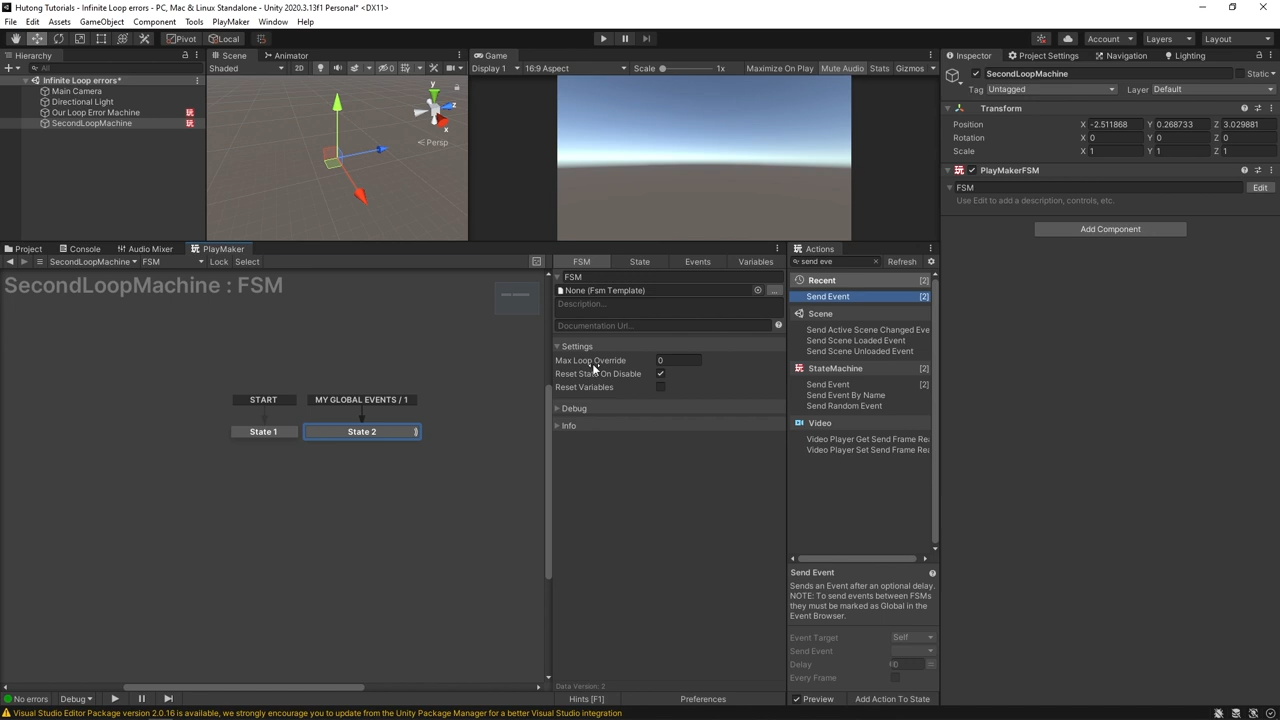 Hutong Tutorials - Infinite Loop errors - PC, Mac & Linux Standalone - Unity 2020.3.13f1 Personal* <DX11>
File Edit Assets GameObject Component Tools PlayMaker Window Help
Pivot Local Account Layers Layout
Hierarchy
All
Infinite Loop errors*
Main Camera
Directional Light
Our Loop Error Machine
SecondLoopMachine
Scene Animator
Shaded 2D 0
y
z
x
Persp
Game
Display 1 16:9 Aspect Scale 1x Maximize On Play Mute Audio Stats Gizmos
Inspector Project Settings Navigation Lighting
SecondLoopMachine Static
Tag Untagged Layer Default
Transform
Position X -2.511868 Y 0.268733 Z 3.029881
Rotation X 0 Y 0 Z 0
Scale X 1 Y 1 Z 1
PlayMakerFSM
FSM Edit
Use Edit to add a description, controls, etc.
Add Component
Project Console Audio Mixer PlayMaker
SecondLoopMachine FSM Lock Select
SecondLoopMachine : FSM
START MY GLOBAL EVENTS / 1
State 1 State 2
FSM State Events Variables
FSM
None (Fsm Template) ...
Description...
Documentation Url...
Settings
Max Loop Override 0
Reset State On Disable
Reset Variables
Debug
Info
Data Version: 2
Actions
send eve Refresh
Recent [2]
Send Event [2]
Scene
Send Active Scene Changed Eve
Send Scene Loaded Event
Send Scene Unloaded Event
StateMachine [2]
Send Event [2]
Send Event By Name
Send Random Event
Video
Video Player Get Send Frame Re
Video Player Set Send Frame Re
Send Event
Sends an Event after an optional delay.
NOTE: To send events between FSMs
they must be marked as Global in the
Event Browser.
Event Target Self
Send Event
Delay 0
Every Frame
No errors Debug Hints [F1] Preferences Preview Add Action To State
Visual Studio Editor Package version 2.0.16 is available, we strongly encourage you to update from the Unity Package Manager for a better Visual Studio integration